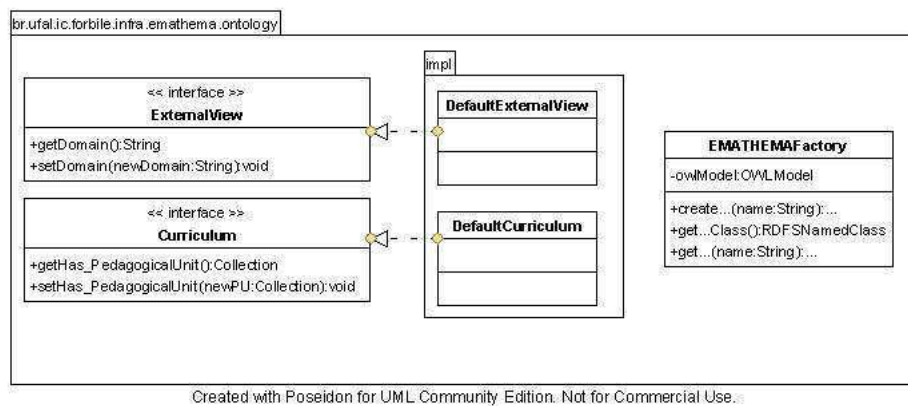 br.ufal.ic.forbile.infra.emathema.ontology
<< interface >>
ExternalView
+getDomain():String
+setDomain(newDomain:String):void
<< interface >>
Curriculum
+getHas_PedagogicalUnit():Collection
+setHas_PedagogicalUnit(newPU:Collection):void
impl
DefaultExternalView
DefaultCurriculum
EMATHEMAFactory
-owlModel:OWLModel
+create...(name:String):...
+get...Class():RDFSNamedClass
+get...(name:String):...
Created with Poseidon for UML Community Edition. Not for Commercial Use.